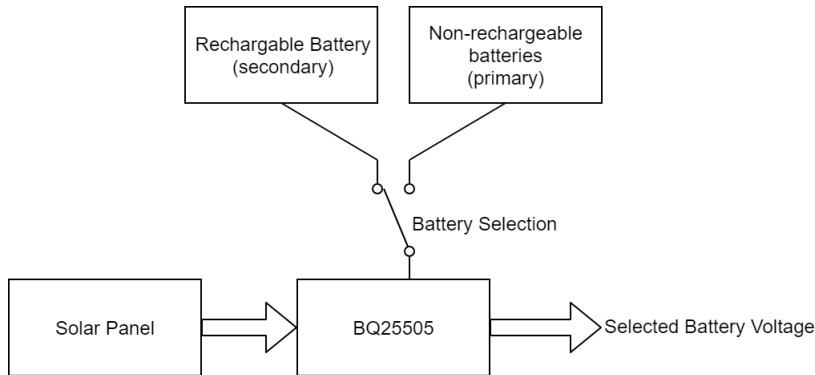 Rechargable Battery
(secondary)
Non-rechargeable
batteries
(primary)
Battery Selection
Solar Panel
BQ25505
Selected Battery Voltage